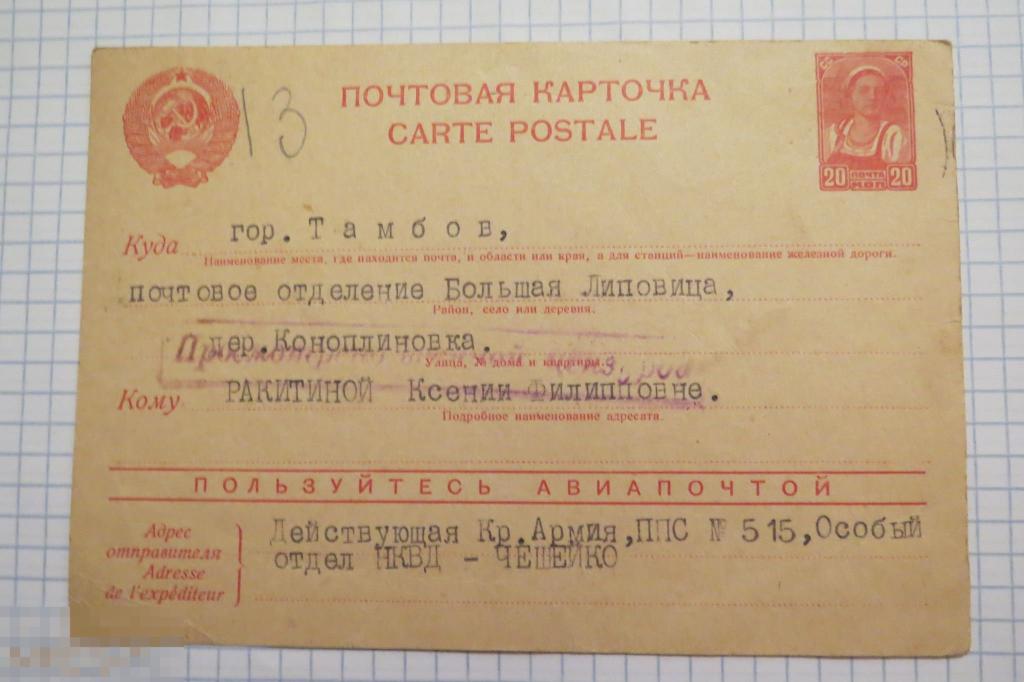 13
ПОЧТОВАЯ КАРТОЧКА
CARTE POSTALE
СС СР
20 ПОЧТА КОП 20
Куда гор. Тамбов,
Наименование места, где находится почта, и области или края, а для станций—наименование железной дороги.
почтовое отделение Большая Липовица,
Район, село или деревня.
дер. Коноплиновка.
Улица, № дома и квартиры.
Кому РАКИТИНОЙ Ксении Филипповне.
Подробное наименование адресата.
ПОЛЬЗУЙТЕСЬ АВИАПОЧТОЙ
Адрес отправителя
Adresse de l'expéditeur
Действующая Кр. Армия, ППС № 515, Особый
отдел НКВД - ЧЕШЕЙКО